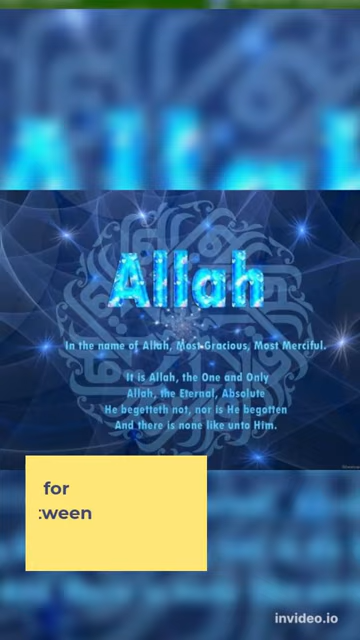 Allah
In the name of Allah, Most Gracious, Most Merciful.
It is Allah, the One and Only
Allah, the Eternal, Absolute
He begetteth not, nor is He begotten
And there is none like unto Him.
for
tween
invideo.io